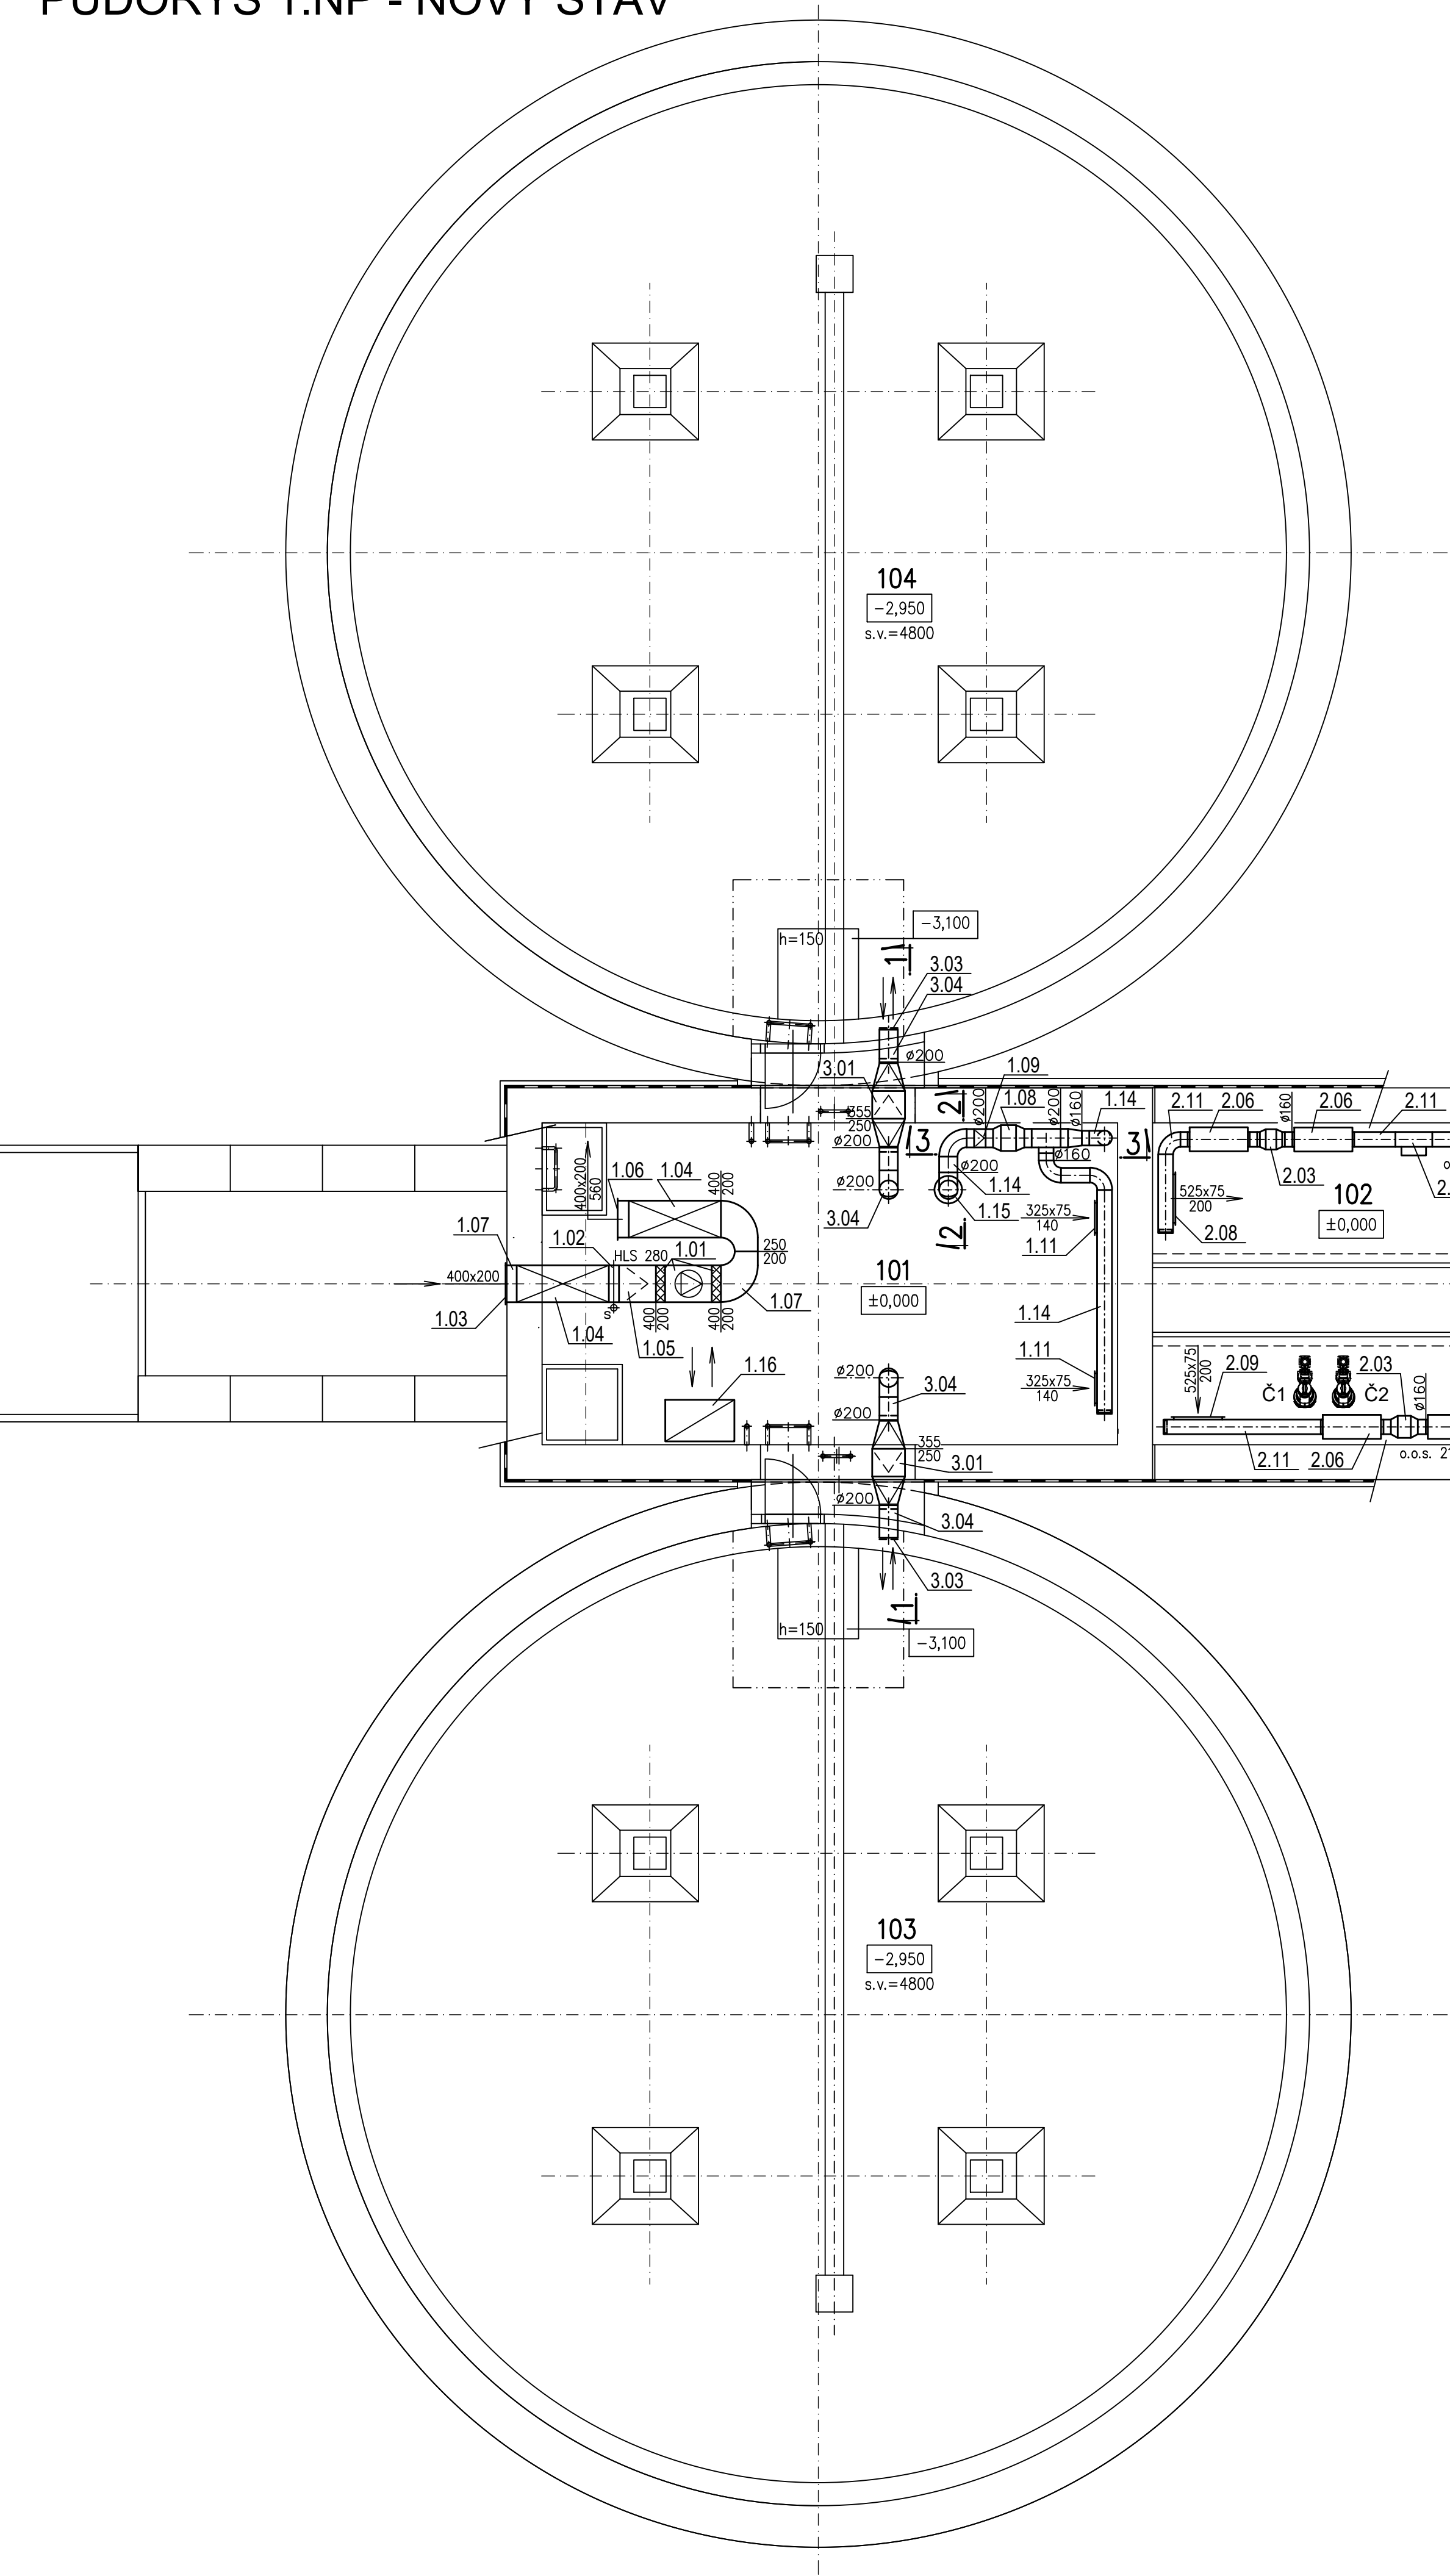 PŮDORYS 1.NP - NOVÝ STAV
104
-2,950
s.v.=4800
-3,100
h=150
1
3.03
3.04
ø200
3.01
1.09
2
ø200
1.08
ø200
ø160
1.14
355
250
ø200
3
ø160
3
2.11
2.06
ø160
2.06
2.11
2.03
400x200
560
1.06
1.04
400
200
ø200
ø200
1.14
1.15
3.04
2
325x75
140
1.11
525x75
200
2.08
102
±0,000
1.07
1.02
HLS 280
1.01
250
200
400x200
101
±0,000
1.07
1.03
1.04
s
400
200
400
200
1.05
1.14
1.16
ø200
3.04
ø200
1.11
325x75
140
525x75
200
2.09
Č1
Č2
2.03
ø160
355
250
3.01
2.11
2.06
o.o.s.
ø200
3.04
3.03
1
h=150
-3,100
103
-2,950
s.v.=4800